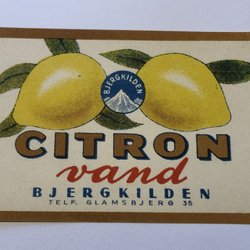 BJERGKILDEN
CITRON
vand
BJERGKILDEN
TELF. GLAMSBJERG 35